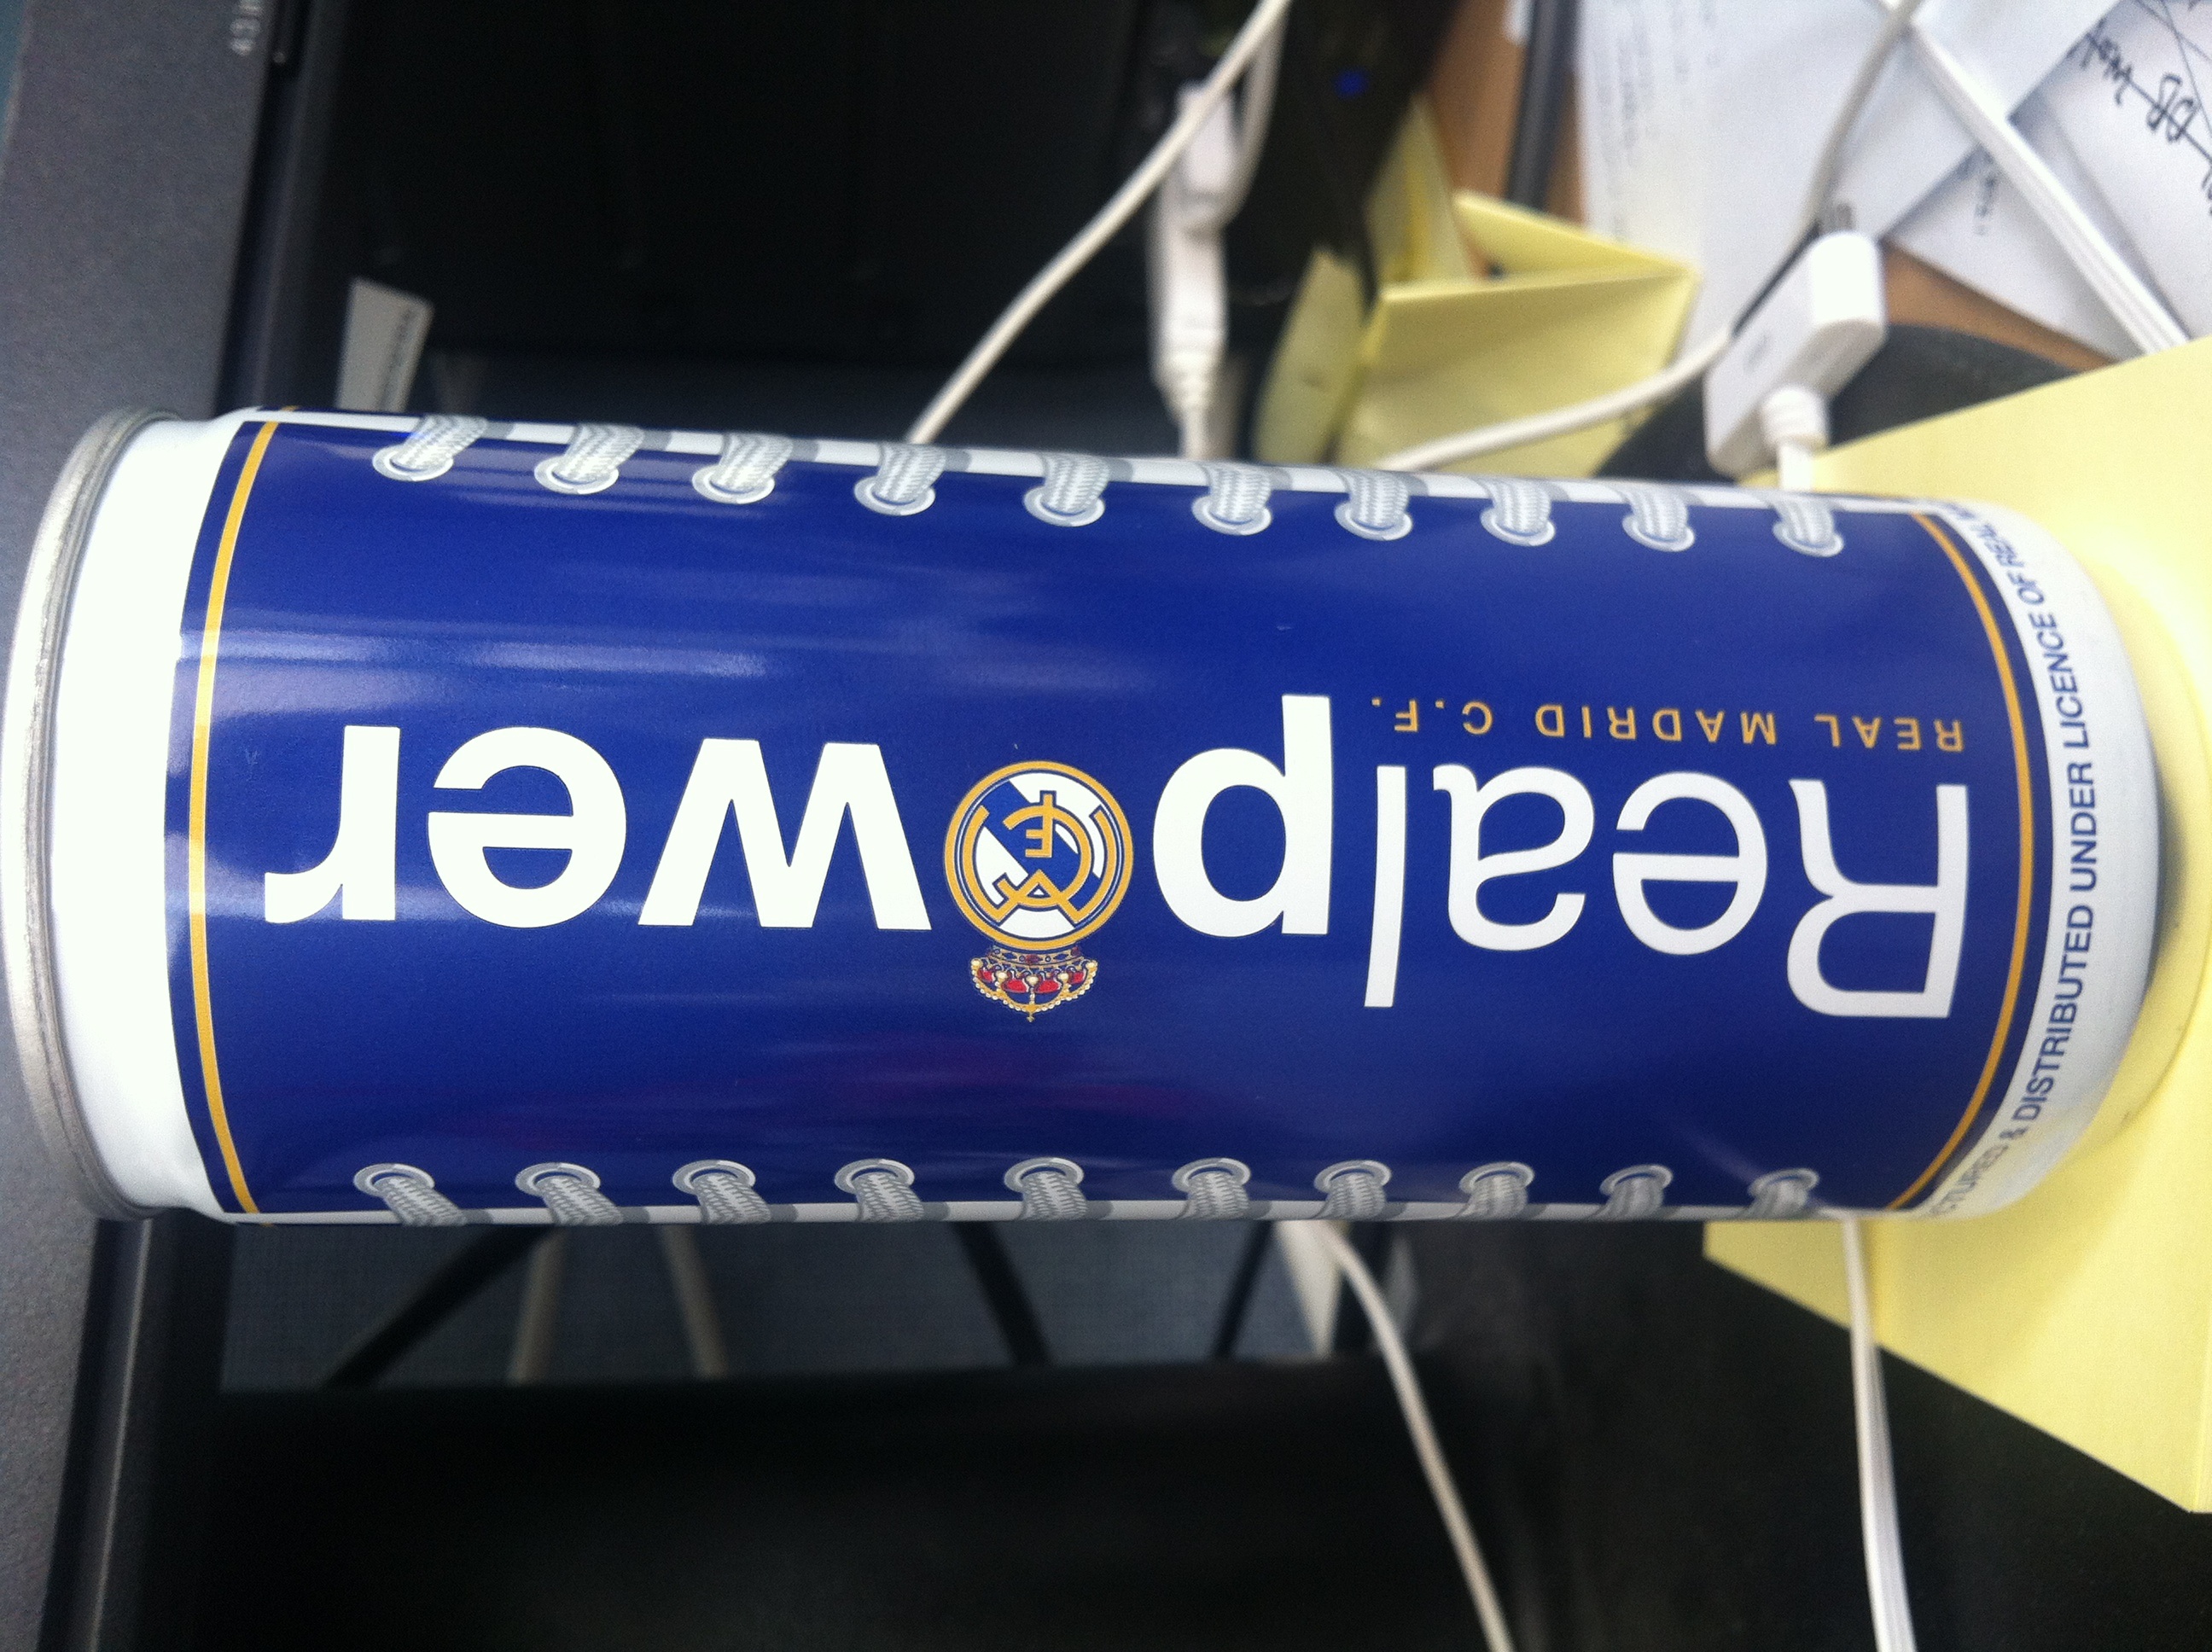 Realpower
REAL MADRID C.F.
& DISTRIBUTED UNDER LICENCE OF REAL